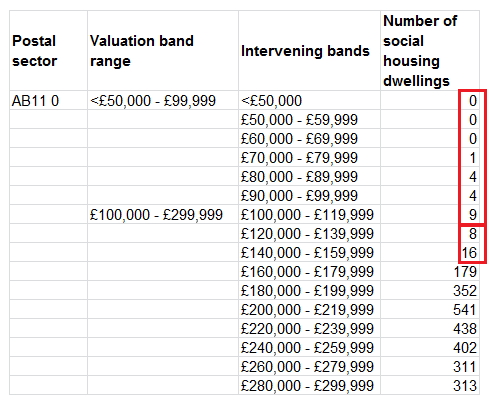 Postal sector Valuation band range Intervening bands Number of social housing dwellings
AB11 0 <£50,000 - £99,999 <£50,000 0
£50,000 - £59,999 0
£60,000 - £69,999 0
£70,000 - £79,999 1
£80,000 - £89,999 4
£90,000 - £99,999 4
£100,000 - £299,999 £100,000 - £119,999 9
£120,000 - £139,999 8
£140,000 - £159,999 16
£160,000 - £179,999 179
£180,000 - £199,999 352
£200,000 - £219,999 541
£220,000 - £239,999 438
£240,000 - £259,999 402
£260,000 - £279,999 311
£280,000 - £299,999 313